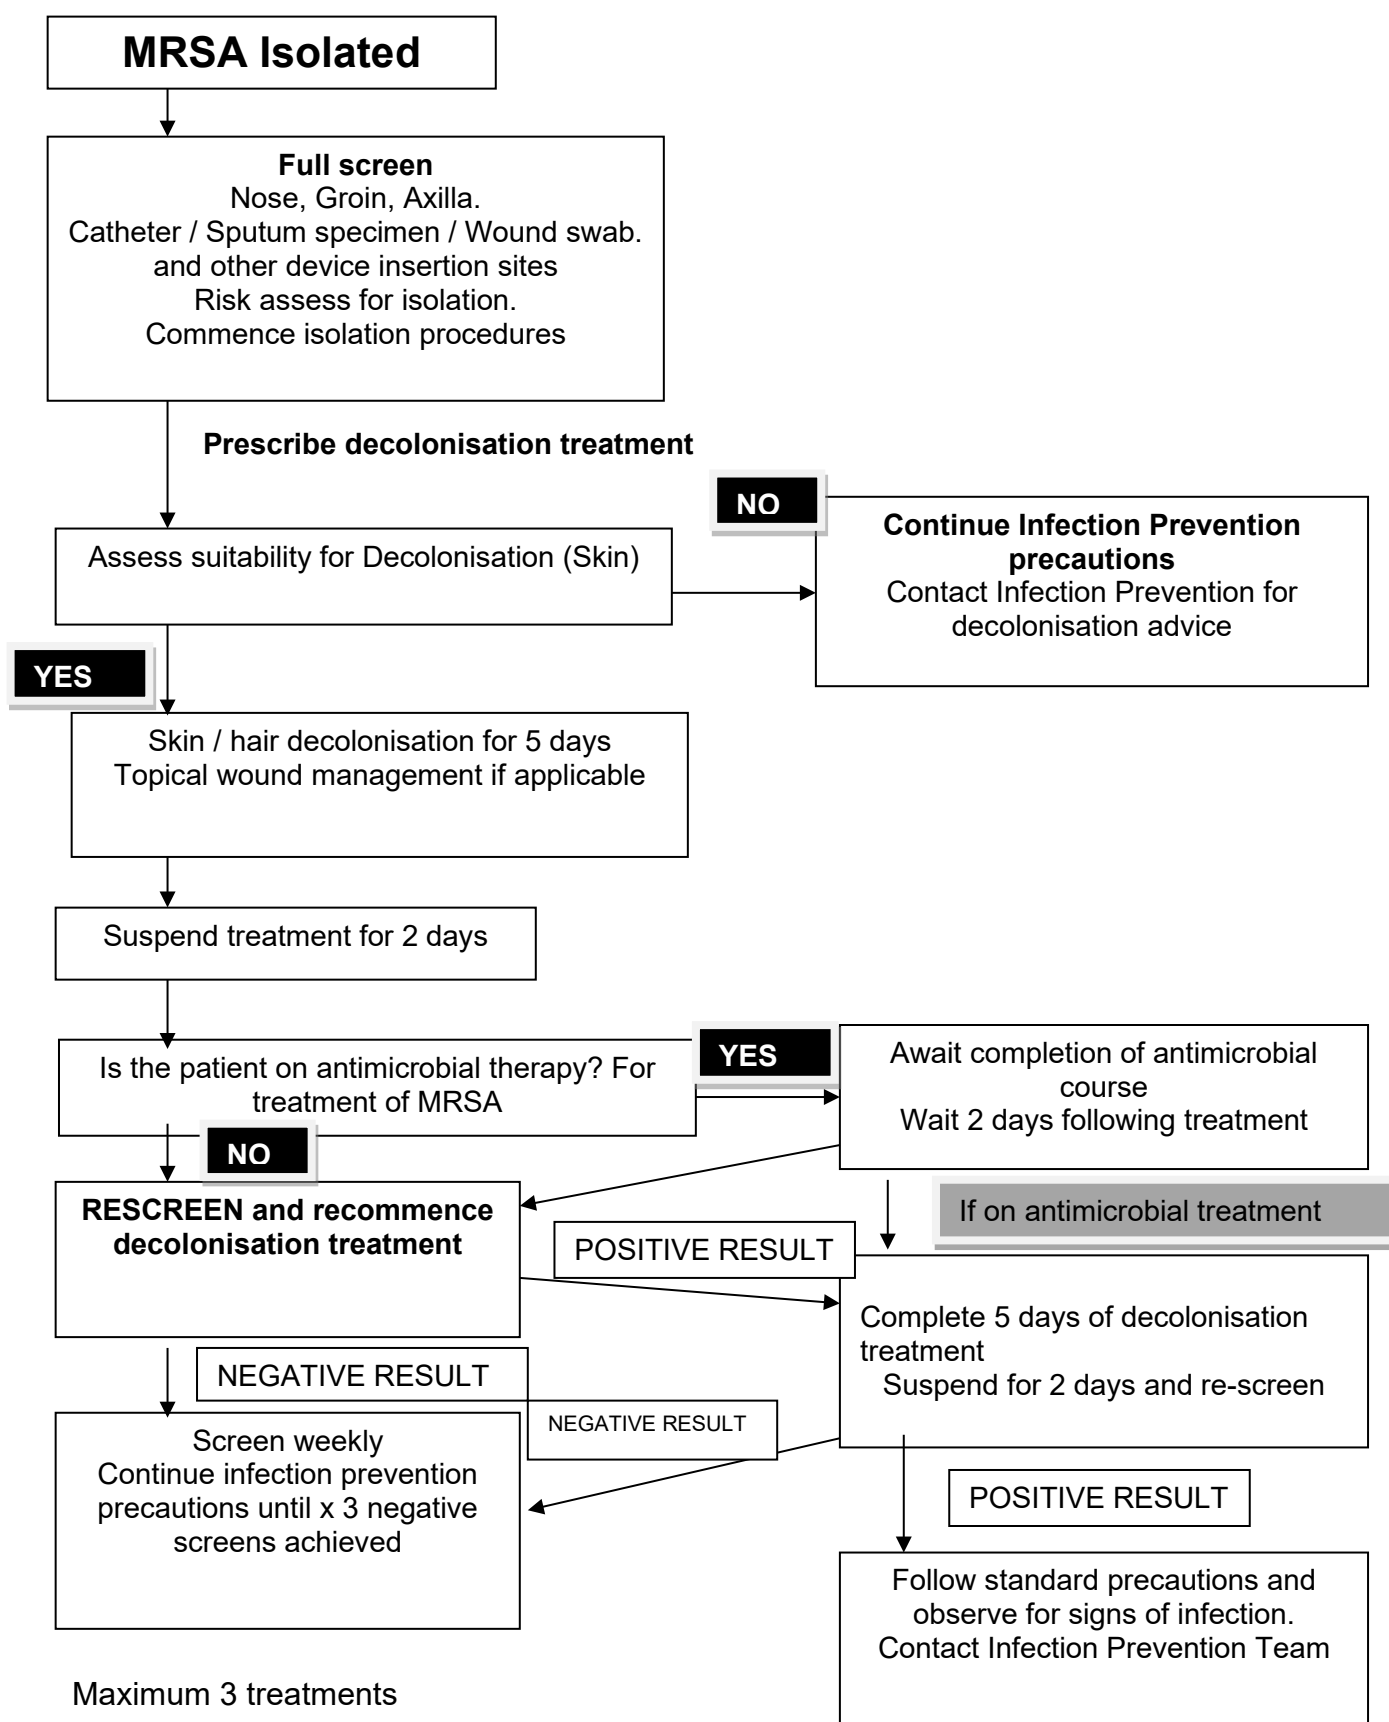 MRSA Isolated
Full screen
Nose, Groin, Axilla.
Catheter / Sputum specimen / Wound swab.
and other device insertion sites
Risk assess for isolation.
Commence isolation procedures
Prescribe decolonisation treatment
Assess suitability for Decolonisation (Skin)
NO
Continue Infection Prevention
precautions
Contact Infection Prevention for
decolonisation advice
YES
Skin / hair decolonisation for 5 days
Topical wound management if applicable
Suspend treatment for 2 days
Is the patient on antimicrobial therapy? For
treatment of MRSA
YES
Await completion of antimicrobial
course
Wait 2 days following treatment
NO
RESCREEN and recommence
decolonisation treatment
If on antimicrobial treatment
POSITIVE RESULT
Complete 5 days of decolonisation
treatment
Suspend for 2 days and re-screen
NEGATIVE RESULT
NEGATIVE RESULT
Screen weekly
Continue infection prevention
precautions until x 3 negative
screens achieved
POSITIVE RESULT
Follow standard precautions and
observe for signs of infection.
Contact Infection Prevention Team
Maximum 3 treatments